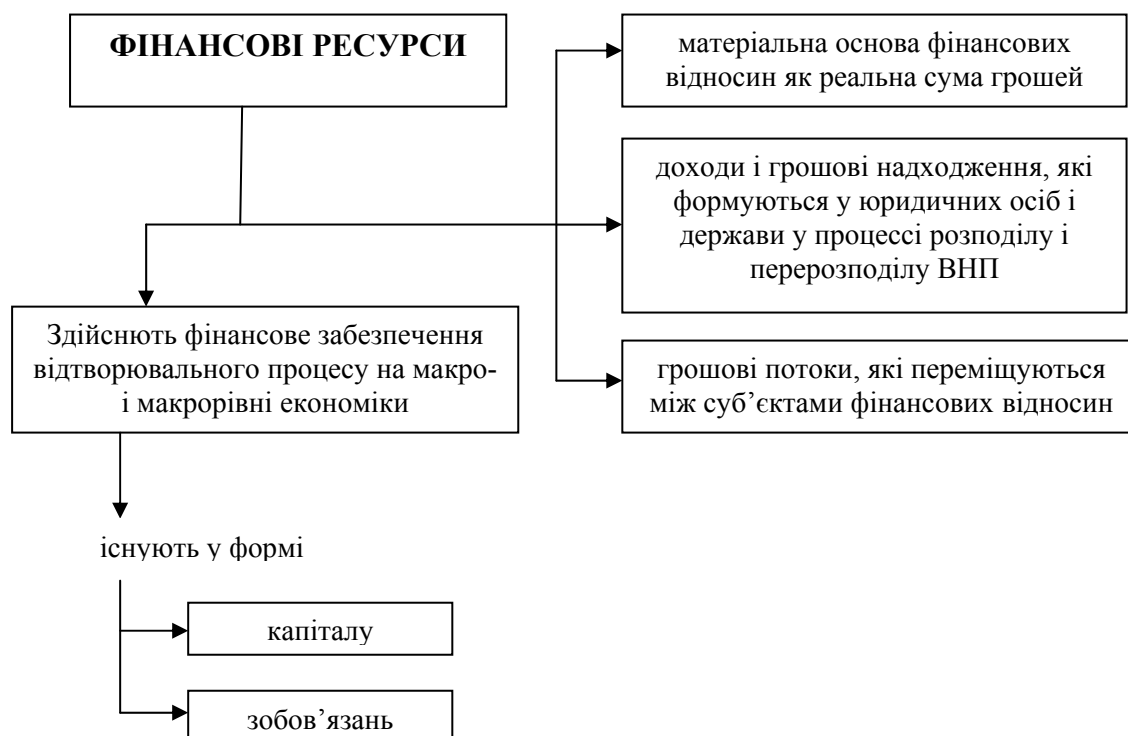 ФІНАНСОВІ РЕСУРСИ
матеріальна основа фінансових
відносин як реальна сума грошей
доходи і грошові надходження, які
формуються у юридичних осіб і
держави у процессі розподілу і
перерозподілу ВНП
Здійснюють фінансове забезпечення
відтворювального процесу на макро-
і макрорівні економіки
грошові потоки, які переміщуються
між суб’єктами фінансових відносин
існують у формі
капіталу
зобов’язань